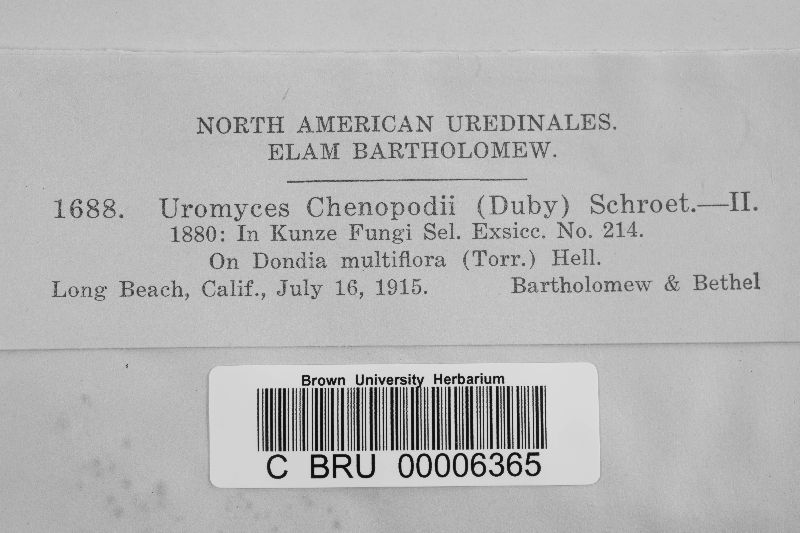 NORTH AMERICAN UREDINALES.
ELAM BARTHOLOMEW.
1688. Uromyces Chenopodii (Duby) Schroet.—II.
1880: In Kunze Fungi Sel. Exsicc. No. 214.
On Dondia multiflora (Torr.) Hell.
Long Beach, Calif., July 16, 1915. Bartholomew & Bethel
Brown University Herbarium
C BRU 00006365